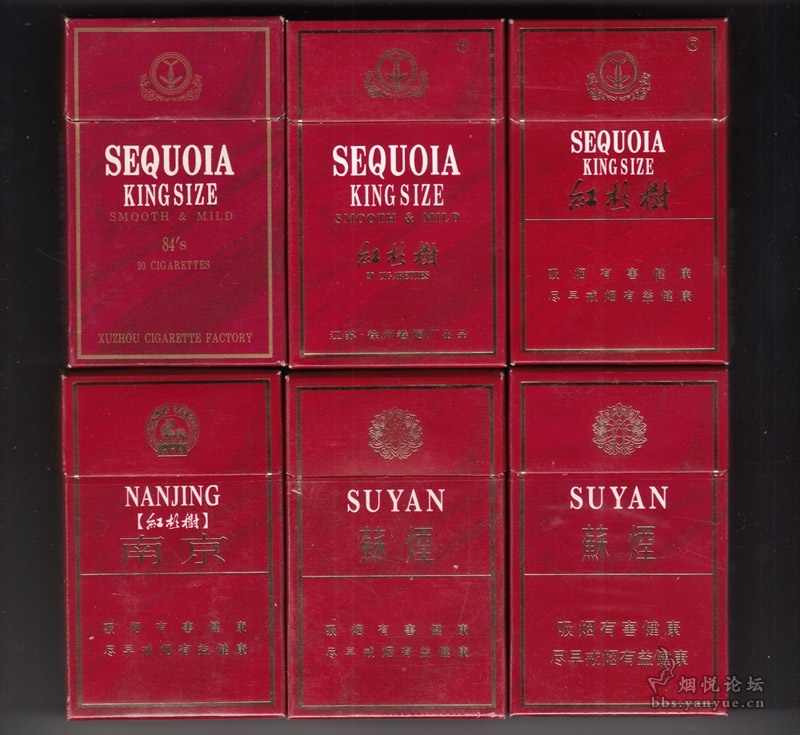 SEQUOIA
KING SIZE
SMOOTH & MILD
84's
20 CIGARETTES
XUZHOU CIGARETTE FACTORY
®
SEQUOIA
KING SIZE
SMOOTH & MILD
紅杉樹
20 CIGARETTES
江苏·徐州卷烟厂出品
®
SEQUOIA
KING SIZE
紅杉樹
吸烟有害健康
尽早戒烟有益健康
NANJING
【紅杉樹】
南京
吸烟有害健康
尽早戒烟有益健康
SUYAN
蘇煙
吸烟有害健康
尽早戒烟有益健康
SUYAN
蘇煙
吸烟有害健康
尽早戒烟有益健康
烟悦论坛
bbs.yanyue.cn